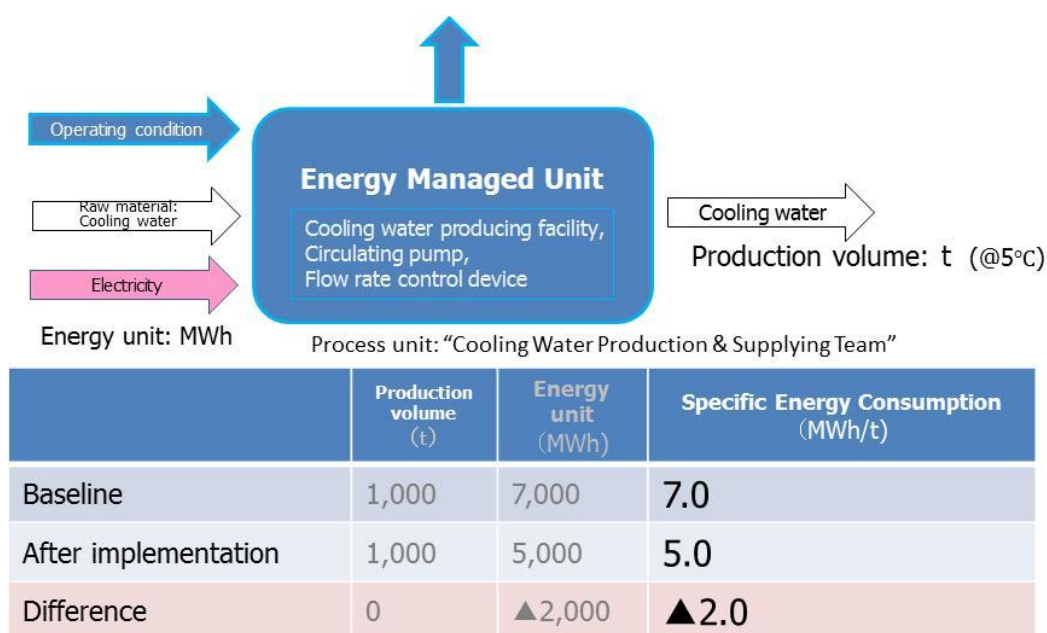 Operating condition
Raw material:
Cooling water
Electricity
Energy unit: MWh
Energy Managed Unit
Cooling water producing facility,
Circulating pump,
Flow rate control device
Cooling water
Production volume: t (@5℃)
Process unit: “Cooling Water Production & Supplying Team”
Production
volume
(t)
Energy
unit
(MWh)
Specific Energy Consumption
(MWh/t)
Baseline 1,000 7,000 7.0
After implementation 1,000 5,000 5.0
Difference 0 ▲2,000 ▲2.0